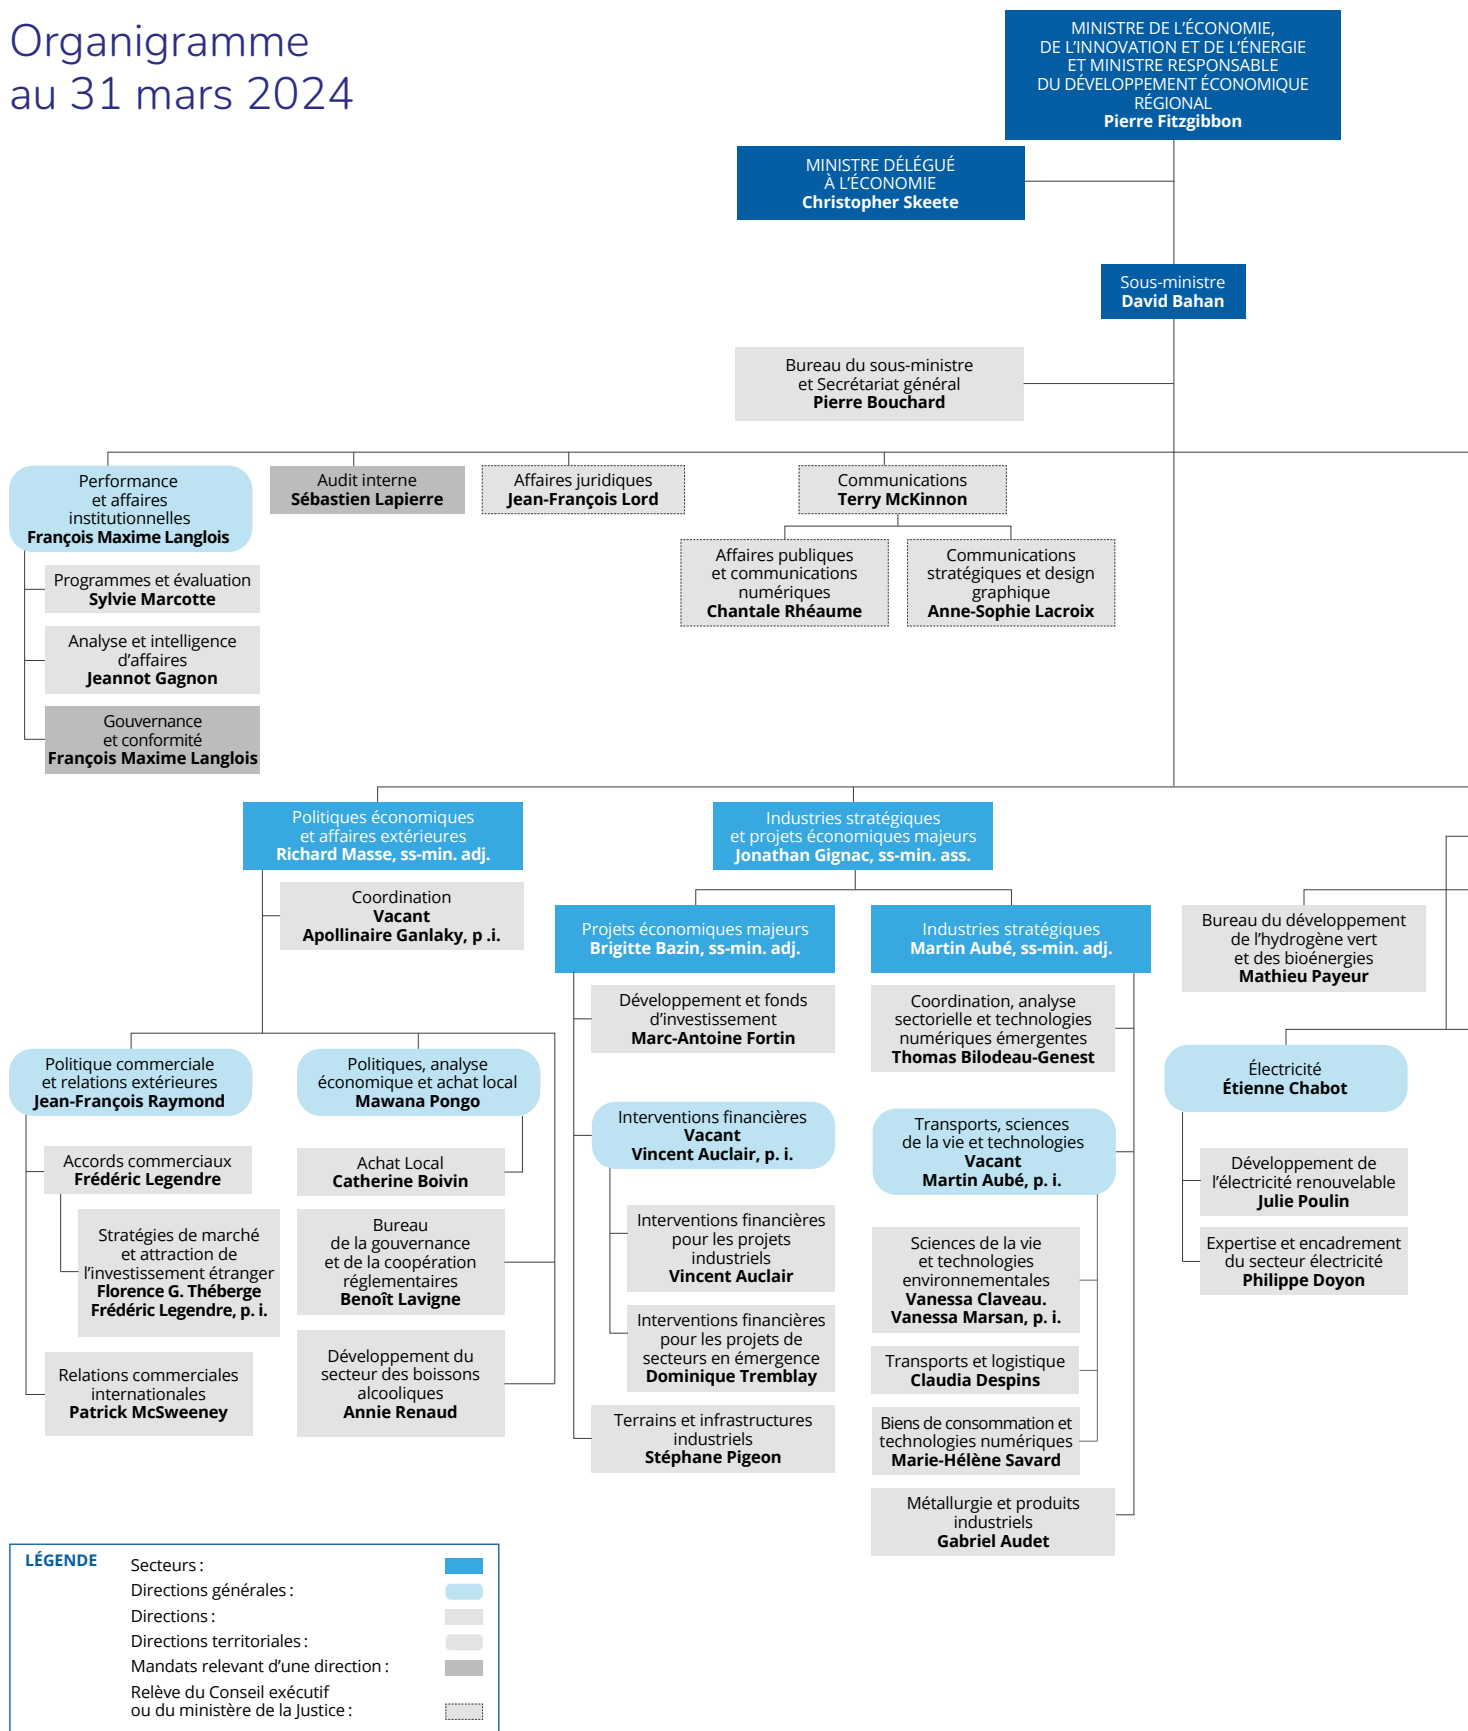 Organigramme
au 31 mars 2024
MINISTRE DE L'ÉCONOMIE,
DE L'INNOVATION ET DE L'ÉNERGIE
ET MINISTRE RESPONSABLE
DU DÉVELOPPEMENT ÉCONOMIQUE
RÉGIONAL
Pierre Fitzgibbon
MINISTRE DÉLÉGUÉ
À L'ÉCONOMIE
Christopher Skeete
Sous-ministre
David Bahan
Bureau du sous-ministre
et Secrétariat général
Pierre Bouchard
Performance
et affaires
institutionnelles
François Maxime Langlois
Audit interne
Sébastien Lapierre
Affaires juridiques
Jean-François Lord
Communications
Terry McKinnon
Affaires publiques
et communications
numériques
Chantale Rhéaume
Communications
stratégiques et design
graphique
Anne-Sophie Lacroix
Programmes et évaluation
Sylvie Marcotte
Analyse et intelligence
d'affaires
Jeannot Gagnon
Gouvernance
et conformité
François Maxime Langlois
Politiques économiques
et affaires extérieures
Richard Masse, ss-min. adj.
Coordination
Vacant
Apollinaire Ganlaky, p .i.
Politique commerciale
et relations extérieures
Jean-François Raymond
Accords commerciaux
Frédéric Legendre
Stratégies de marché
et attraction de
l'investissement étranger
Florence G. Théberge
Frédéric Legendre, p. i.
Relations commerciales
internationales
Patrick McSweeney
Politiques, analyse
économique et achat local
Mawana Pongo
Achat Local
Catherine Boivin
Bureau
de la gouvernance
et de la coopération
réglementaires
Benoît Lavigne
Développement du
secteur des boissons
alcooliques
Annie Renaud
Industries stratégiques
et projets économiques majeurs
Jonathan Gignac, ss-min. ass.
Projets économiques majeurs
Brigitte Bazin, ss-min. adj.
Développement et fonds
d'investissement
Marc-Antoine Fortin
Interventions financières
Vacant
Vincent Auclair, p. i.
Interventions financières
pour les projets
industriels
Vincent Auclair
Interventions financières
pour les projets de
secteurs en émergence
Dominique Tremblay
Terrains et infrastructures
industriels
Stéphane Pigeon
Industries stratégiques
Martin Aubé, ss-min. adj.
Coordination, analyse
sectorielle et technologies
numériques émergentes
Thomas Bilodeau-Genest
Transports, sciences
de la vie et technologies
Vacant
Martin Aubé, p. i.
Sciences de la vie
et technologies
environnementales
Vanessa Claveau.
Vanessa Marsan, p. i.
Transports et logistique
Claudia Despins
Biens de consommation et
technologies numériques
Marie-Hélène Savard
Métallurgie et produits
industriels
Gabriel Audet
Bureau du développement
de l'hydrogène vert
et des bioénergies
Mathieu Payeur
Électricité
Étienne Chabot
Développement de
l'électricité renouvelable
Julie Poulin
Expertise et encadrement
du secteur électricité
Philippe Doyon
LÉGENDE
Secteurs :
Directions générales :
Directions :
Directions territoriales :
Mandats relevant d'une direction :
Relève du Conseil exécutif
ou du ministère de la Justice :